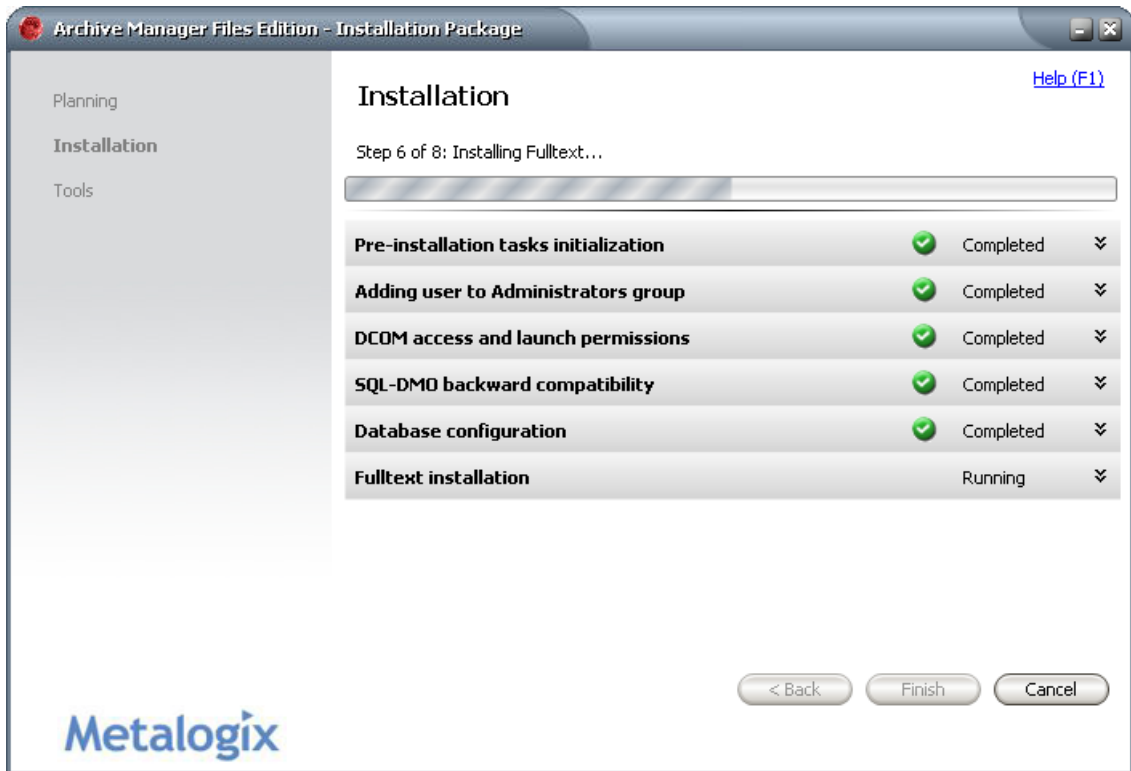 Archive Manager Files Edition - Installation Package
Help (F1)
Planning
Installation
Tools
Installation
Step 6 of 8: Installing Fulltext...
Pre-installation tasks initialization Completed
Adding user to Administrators group Completed
DCOM access and launch permissions Completed
SQL-DMO backward compatibility Completed
Database configuration Completed
Fulltext installation Running
< Back Finish Cancel
Metalogix